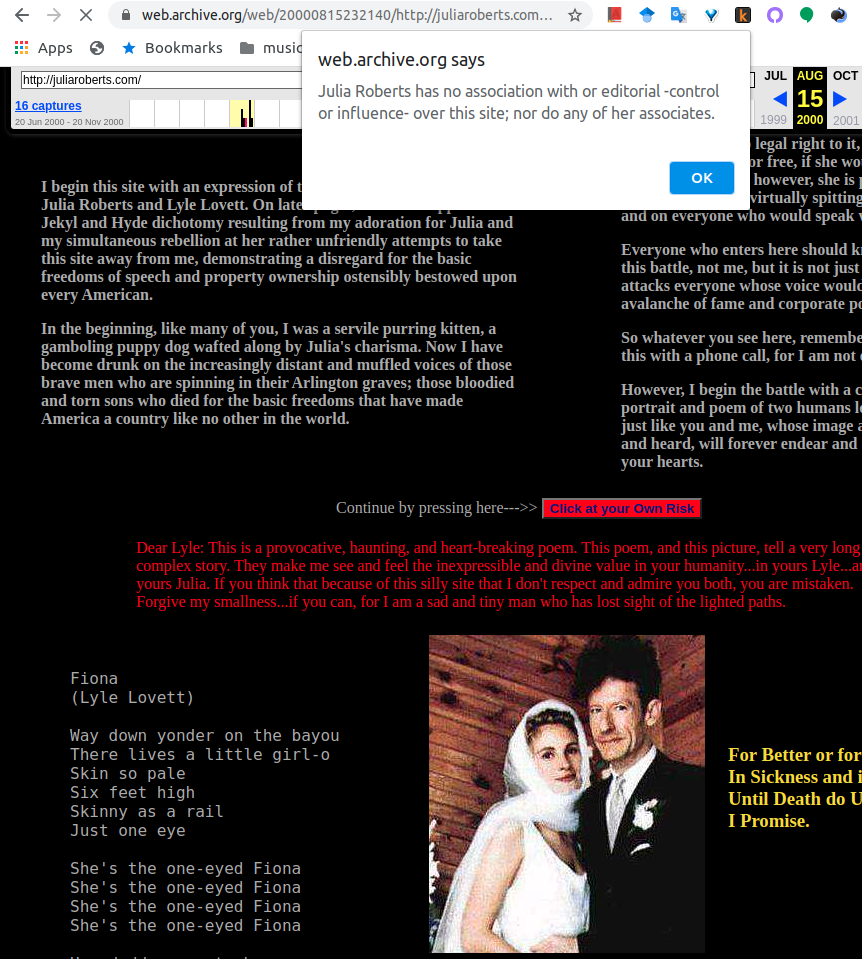 web.archive.org/web/20000815232140/http://juliaroberts.com...
Apps
Bookmarks
music
web.archive.org says
Julia Roberts has no association with or editorial -control
or influence- over this site; nor do any of her associates.
OK
http://juliaroberts.com/
16 captures
20 Jun 2000 - 20 Nov 2000
JUL AUG OCT
15
1999 2000 2001
I begin this site with an expression of t
Julia Roberts and Lyle Lovett. On late
Jekyl and Hyde dichotomy resulting from my adoration for Julia and
my simultaneous rebellion at her rather unfriendly attempts to take
this site away from me, demonstrating a disregard for the basic
freedoms of speech and property ownership ostensibly bestowed upon
every American.
In the beginning, like many of you, I was a servile purring kitten, a
gamboling puppy dog wafted along by Julia's charisma. Now I have
become drunk on the increasingly distant and muffled voices of those
brave men who are spinning in their Arlington graves; those bloodied
and torn sons who died for the basic freedoms that have made
America a country like no other in the world.
legal right to it,
or free, if she wou
however, she is p
virtually spitting
and on everyone who would speak w
Everyone who enters here should kn
this battle, not me, but it is not just
attacks everyone whose voice would
avalanche of fame and corporate po
So whatever you see here, remembe
this with a phone call, for I am not
However, I begin the battle with a c
portrait and poem of two humans lo
just like you and me, whose image a
and heard, will forever endear and
your hearts.
Continue by pressing here--->> Click at your Own Risk
Dear Lyle: This is a provocative, haunting, and heart-breaking poem. This poem, and this picture, tell a very long
complex story. They make me see and feel the inexpressible and divine value in your humanity...in yours Lyle...an
yours Julia. If you think that because of this silly site that I don't respect and admire you both, you are mistaken.
Forgive my smallness...if you can, for I am a sad and tiny man who has lost sight of the lighted paths.
Fiona
(Lyle Lovett)
Way down yonder on the bayou
There lives a little girl-o
Skin so pale
Six feet high
Skinny as a rail
Just one eye
She's the one-eyed Fiona
She's the one-eyed Fiona
She's the one-eyed Fiona
She's the one-eyed Fiona
For Better or for
In Sickness and i
Until Death do U
I Promise.